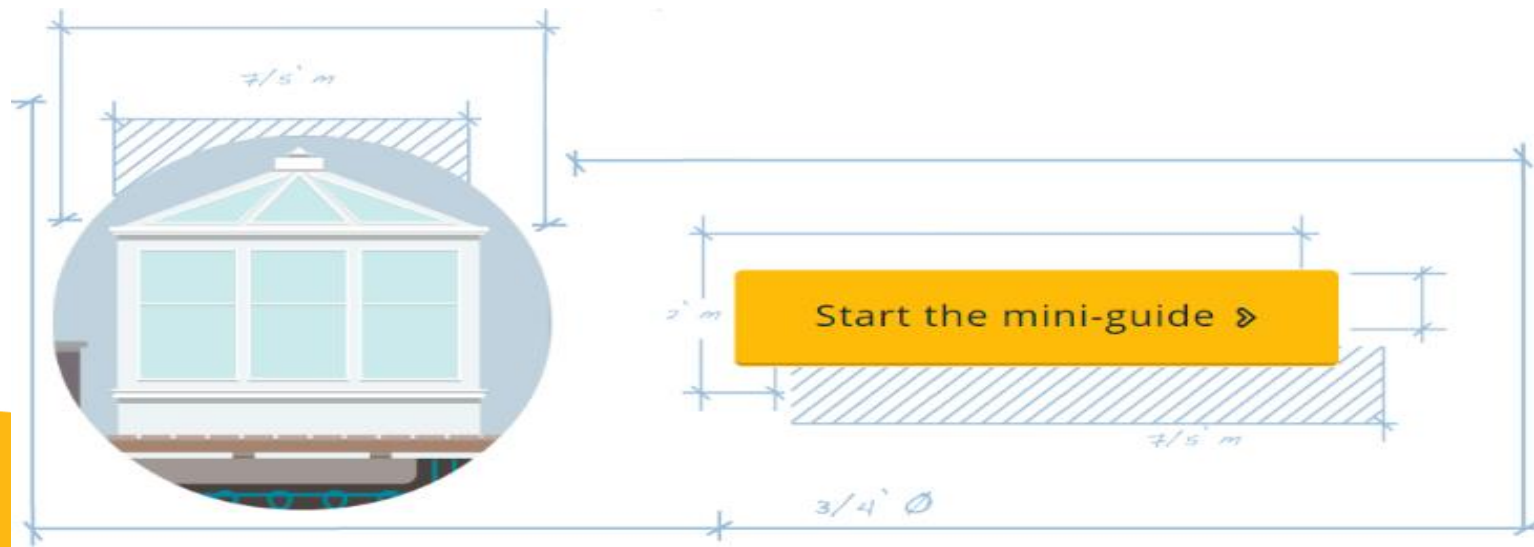 7/5` m
Start the mini-guide »
2` m
7/5` m
3/4` Ø